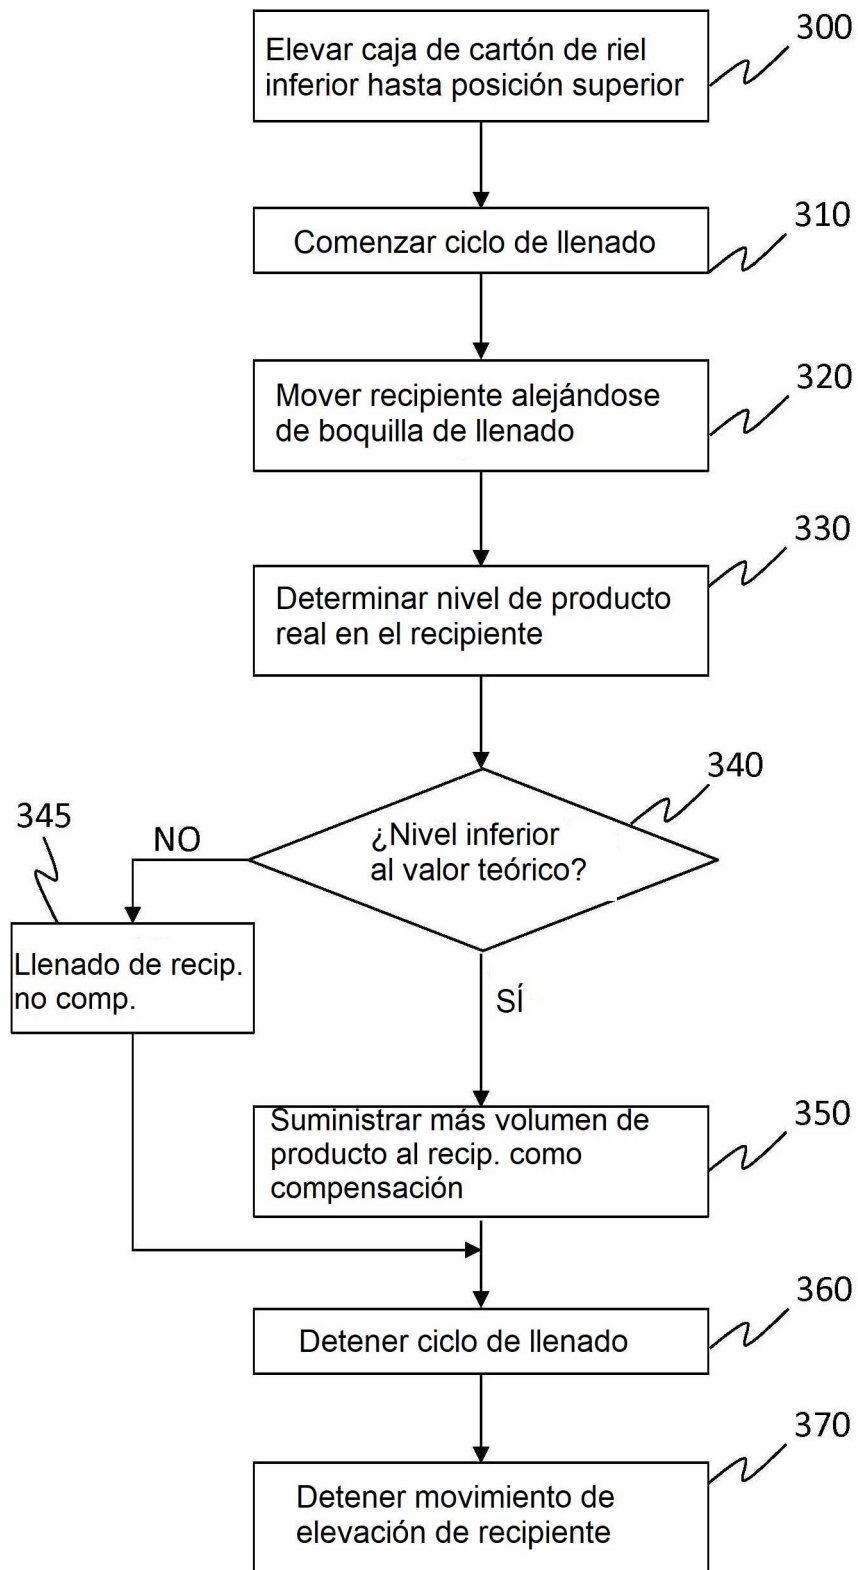 300
Elevar caja de cartón de riel
inferior hasta posición superior
310
Comenzar ciclo de llenado
320
Mover recipiente alejándose
de boquilla de llenado
330
Determinar nivel de producto
real en el recipiente
340
¿Nivel inferior
al valor teórico?
345
NO
Llenado de recip.
no comp.
SÍ
350
Suministrar más volumen de
producto al recip. como
compensación
360
Detener ciclo de llenado
370
Detener movimiento de
elevación de recipiente